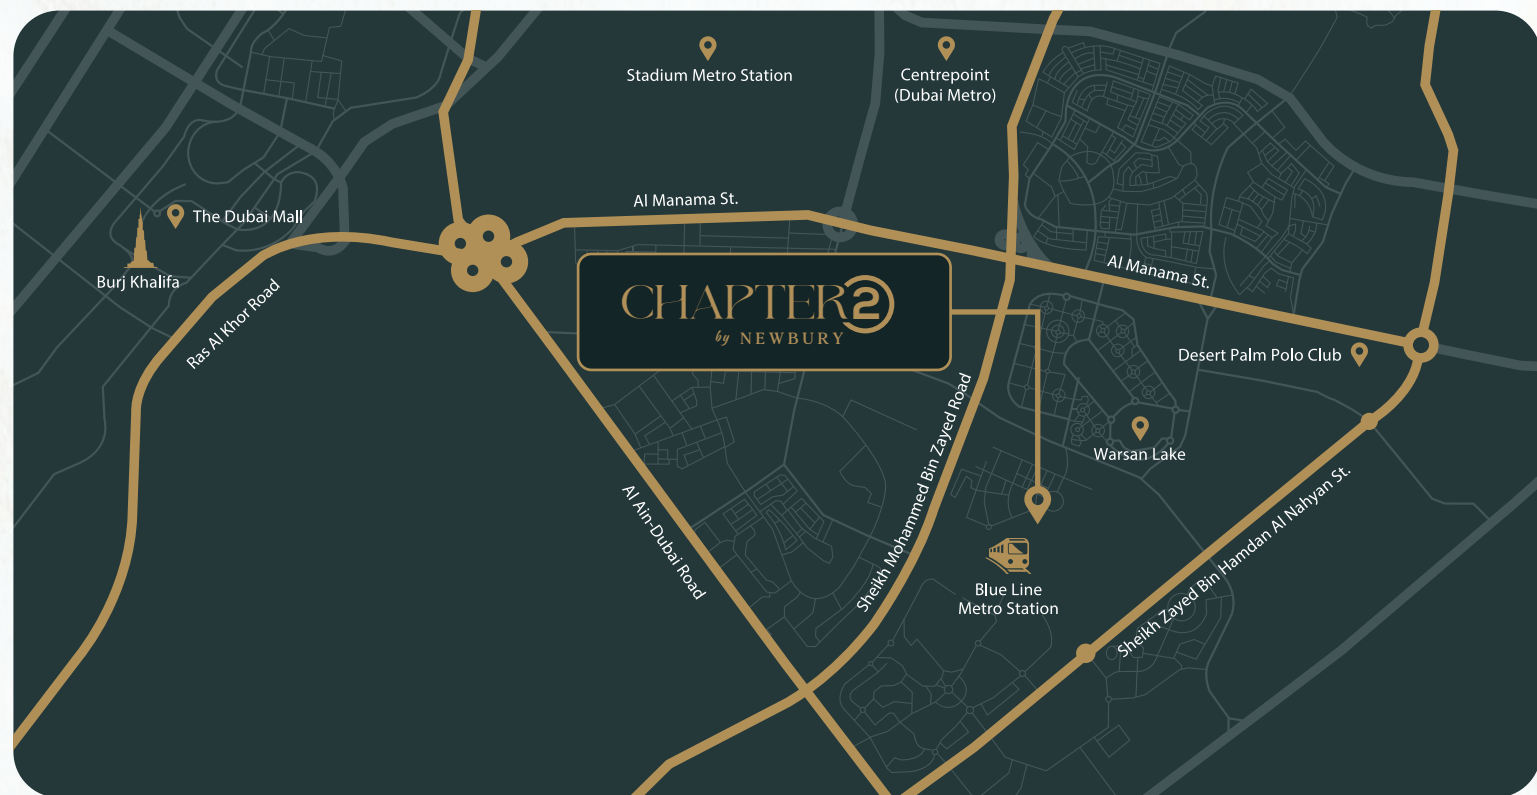 Stadium Metro Station
Centrepoint
(Dubai Metro)
The Dubai Mall
Burj Khalifa
Ras Al Khor Road
Al Manama St.
CHAPTER 2
by NEWBURY
Al Manama St.
Desert Palm Polo Club
Warsan Lake
Al Ain-Dubai Road
Sheikh Mohammed Bin Zayed Road
Blue Line
Metro Station
Sheikh Zayed Bin Hamdan Al Nahyan St.